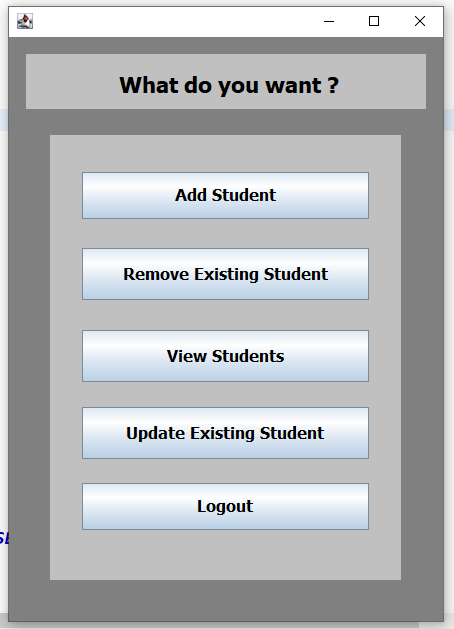 What do you want ?
Add Student
Remove Existing Student
View Students
Update Existing Student
Logout